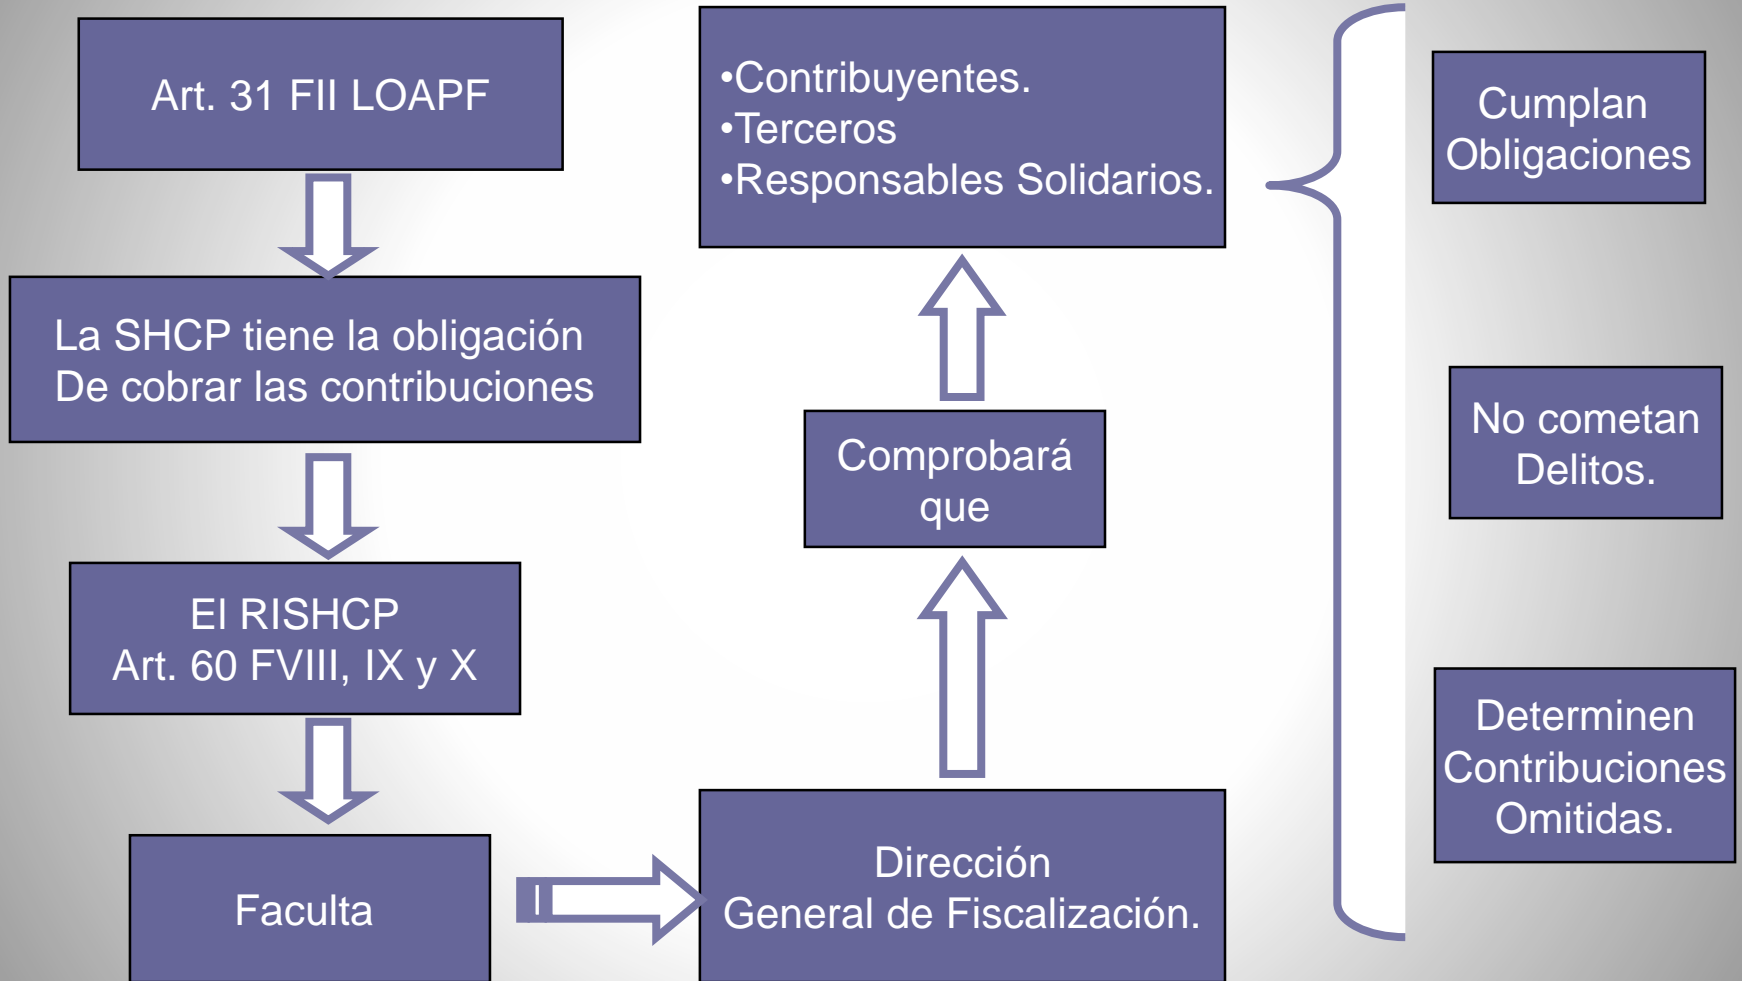 Art. 31 FII LOAPF
La SHCP tiene la obligación
De cobrar las contribuciones
El RISHCP
Art. 60 FVIII, IX y X
Faculta
Dirección
General de Fiscalización.
Comprobará
que
•Contribuyentes.
•Terceros
•Responsables Solidarios.
Cumplan
Obligaciones
No cometan
Delitos.
Determinen
Contribuciones
Omitidas.